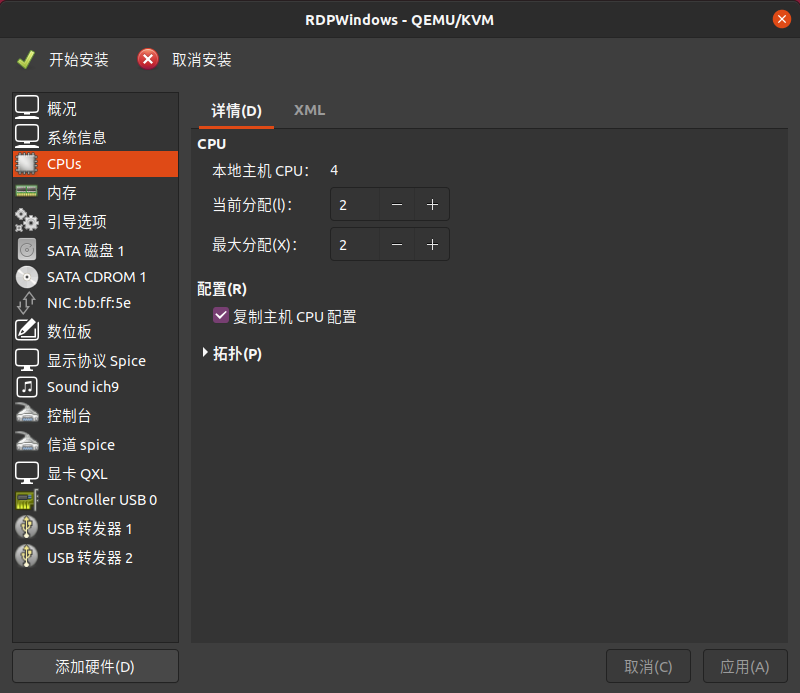 RDPWindows - QEMU/KVM
开始安装 取消安装
概况
系统信息
CPUs
内存
引导选项
SATA 磁盘 1
SATA CDROM 1
NIC :bb:ff:5e
数位板
显示协议 Spice
Sound ich9
控制台
信道 spice
显卡 QXL
Controller USB 0
USB 转发器 1
USB 转发器 2
添加硬件(D)
详情(D) XML
CPU
本地主机 CPU: 4
当前分配(l): 2 − +
最大分配(X): 2 − +
配置(R)
复制主机 CPU 配置
拓扑(P)
取消(C) 应用(A)